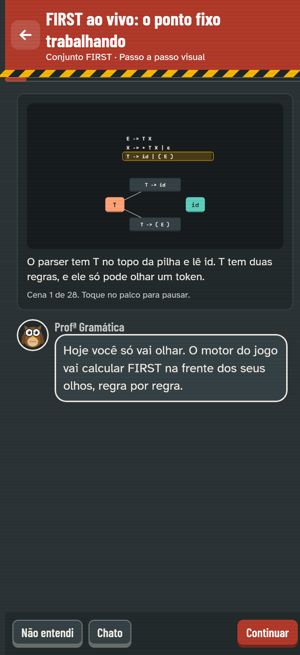 FIRST ao vivo: o ponto fixo
trabalhando
Conjunto FIRST · Passo a passo visual
E -> T X
X -> + T X | ε
T -> id | ( E )
T -> id
T
id
T -> ( E )
O parser tem T no topo da pilha e lê id. T tem duas
regras, e ele só pode olhar um token.
Cena 1 de 28. Toque no palco para pausar.
Profª Gramática
Hoje você só vai olhar. O motor do jogo
vai calcular FIRST na frente dos seus
olhos, regra por regra.
Não entendi
Chato
Continuar